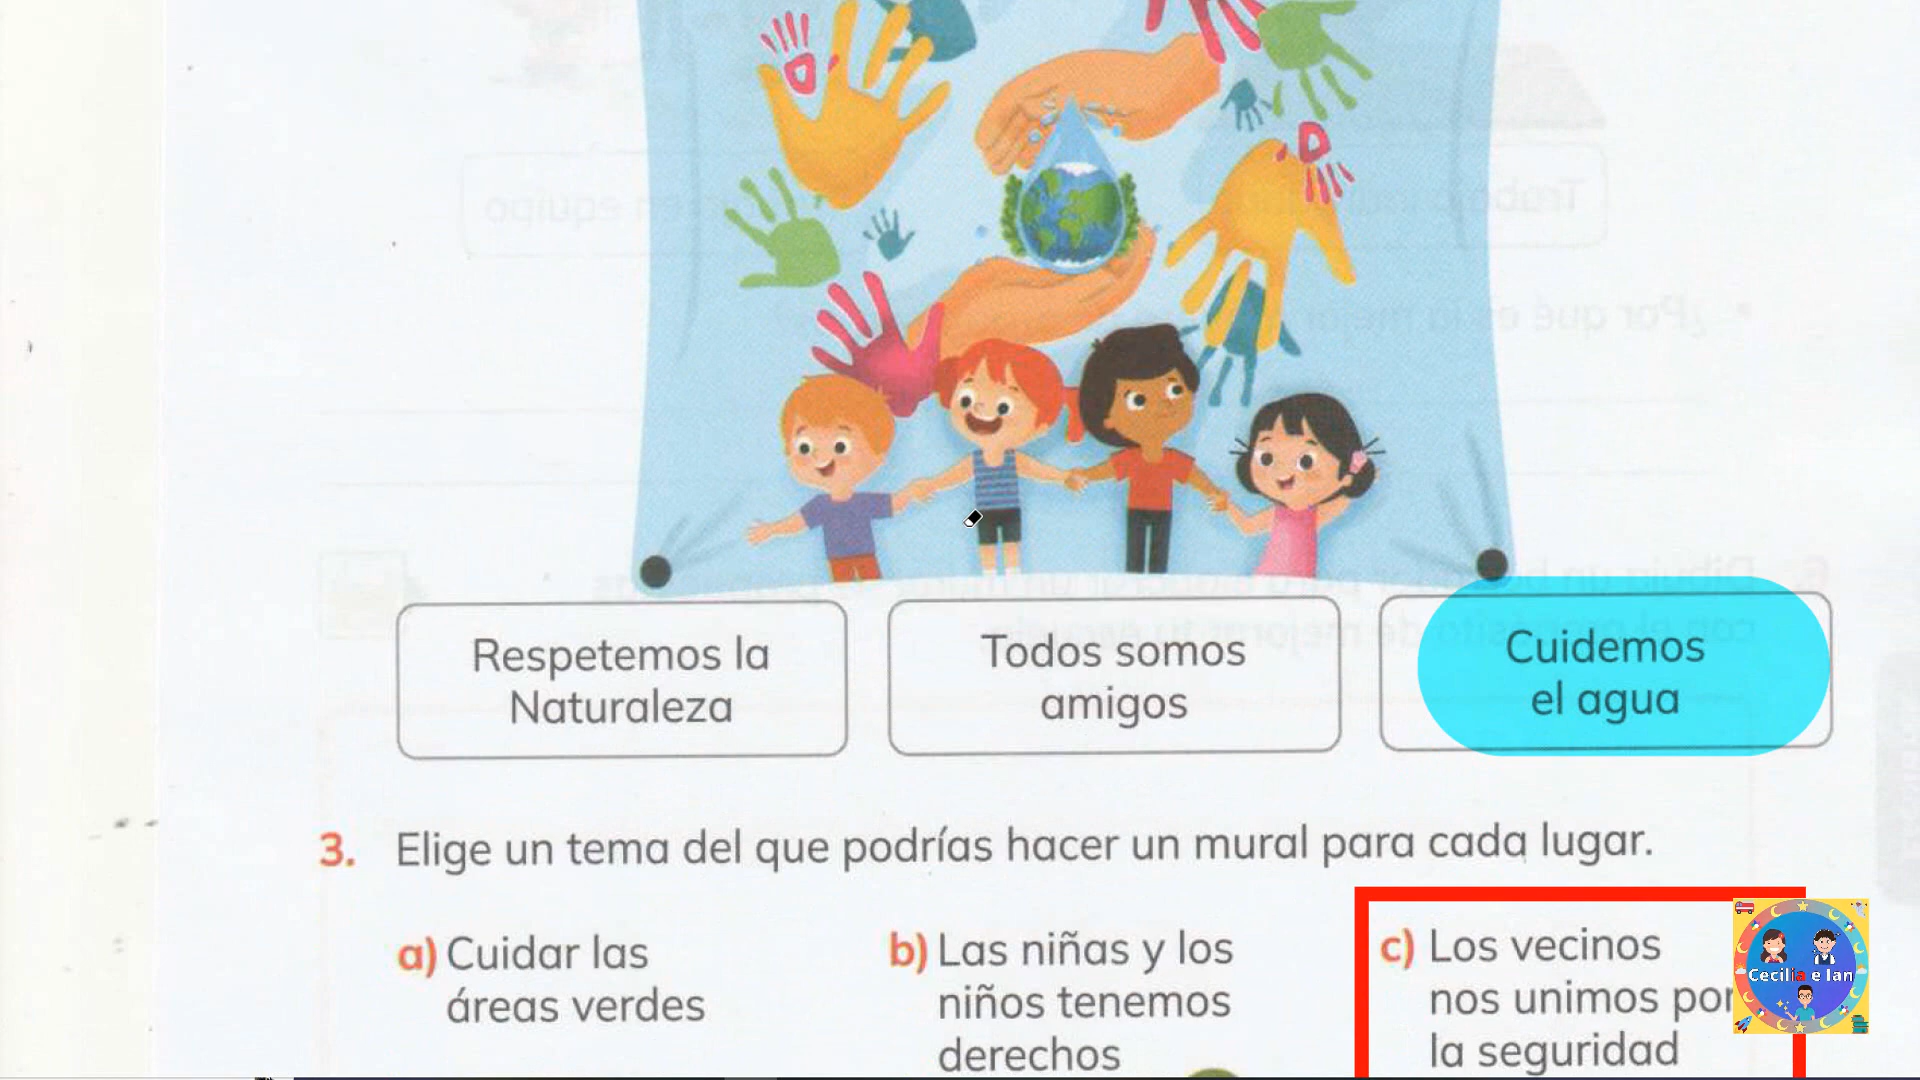 Respetemos la
Naturaleza
Todos somos
amigos
Cuidemos
el agua
3. Elige un tema del que podrías hacer un mural para cada lugar.
a) Cuidar las
áreas verdes
b) Las niñas y los
niños tenemos
derechos
c) Los vecinos
nos unimos por
la seguridad
Cecilia e Ian